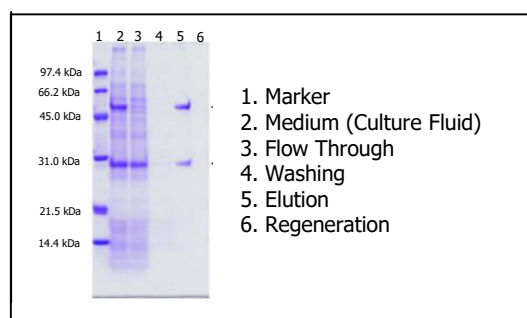 1 2 3 4 5 6
97.4 kDa
66.2 kDa
45.0 kDa
31.0 kDa
21.5 kDa
14.4 kDa
1. Marker
2. Medium (Culture Fluid)
3. Flow Through
4. Washing
5. Elution
6. Regeneration